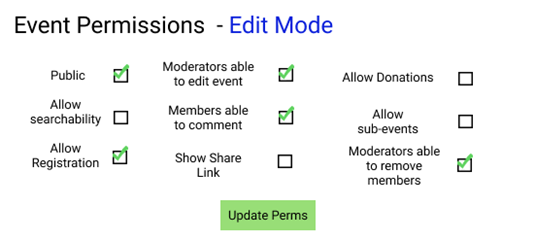 Event Permissions - Edit Mode
Public
Allow
searchability
Allow
Registration
Moderators able
to edit event
Members able
to comment
Show Share
Link
Allow Donations
Allow
sub-events
Moderators able
to remove
members
Update Perms